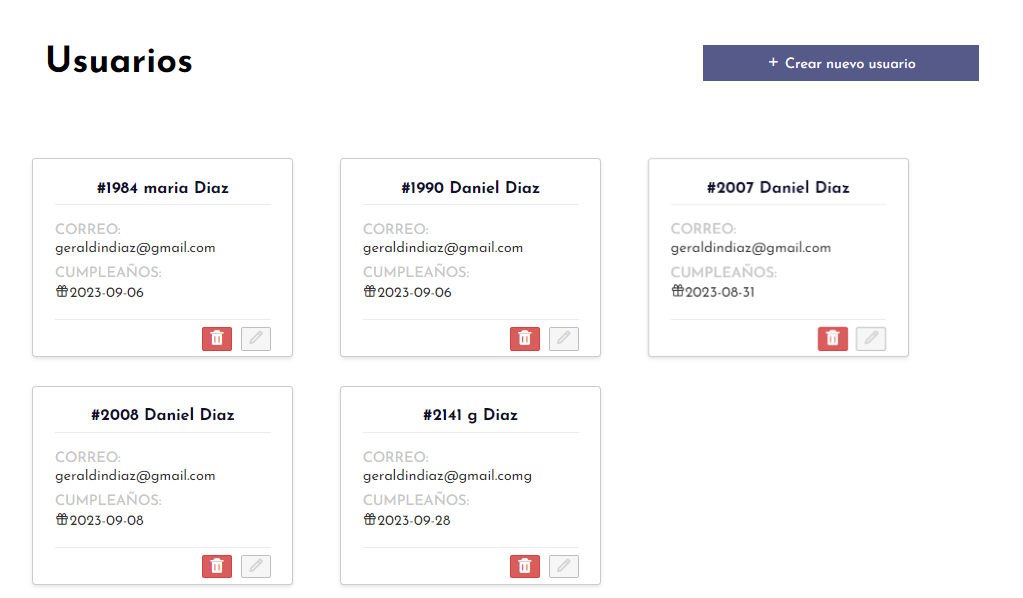 Usuarios
+ Crear nuevo usuario
#1984 maria Diaz
CORREO:
geraldindiaz@gmail.com
CUMPLEAÑOS:
2023-09-06
#1990 Daniel Diaz
CORREO:
geraldindiaz@gmail.com
CUMPLEAÑOS:
2023-09-06
#2007 Daniel Diaz
CORREO:
geraldindiaz@gmail.com
CUMPLEAÑOS:
2023-08-31
#2008 Daniel Diaz
CORREO:
geraldindiaz@gmail.com
CUMPLEAÑOS:
2023-09-08
#2141 g Diaz
CORREO:
geraldindiaz@gmail.comg
CUMPLEAÑOS:
2023-09-28